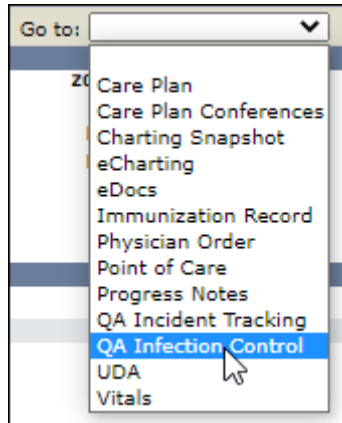 Go to:
Care Plan
Care Plan Conferences
Charting Snapshot
eCharting
eDocs
Immunization Record
Physician Order
Point of Care
Progress Notes
QA Incident Tracking
QA Infection Control
UDA
Vitals